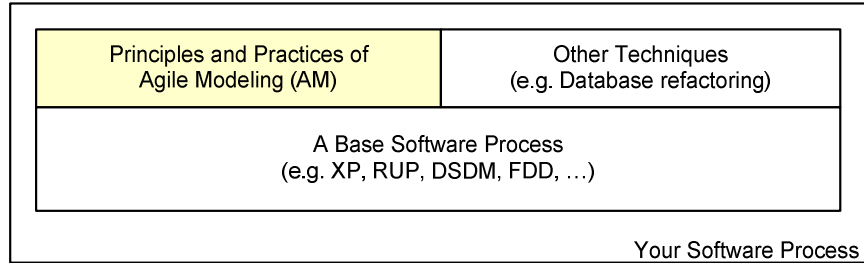 Principles and Practices of
Agile Modeling (AM)
Other Techniques
(e.g. Database refactoring)
A Base Software Process
(e.g. XP, RUP, DSDM, FDD, …)
Your Software Process